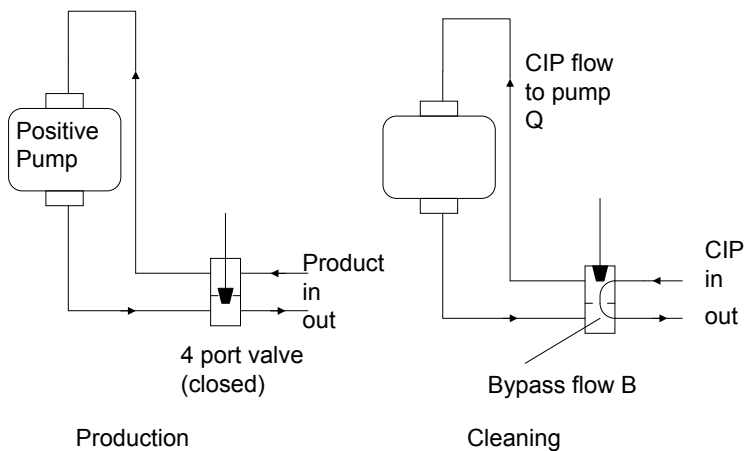 Positive
Pump
Product
in
out
4 port valve
(closed)
Production
CIP flow
to pump
Q
CIP
in
out
Bypass flow B
Cleaning